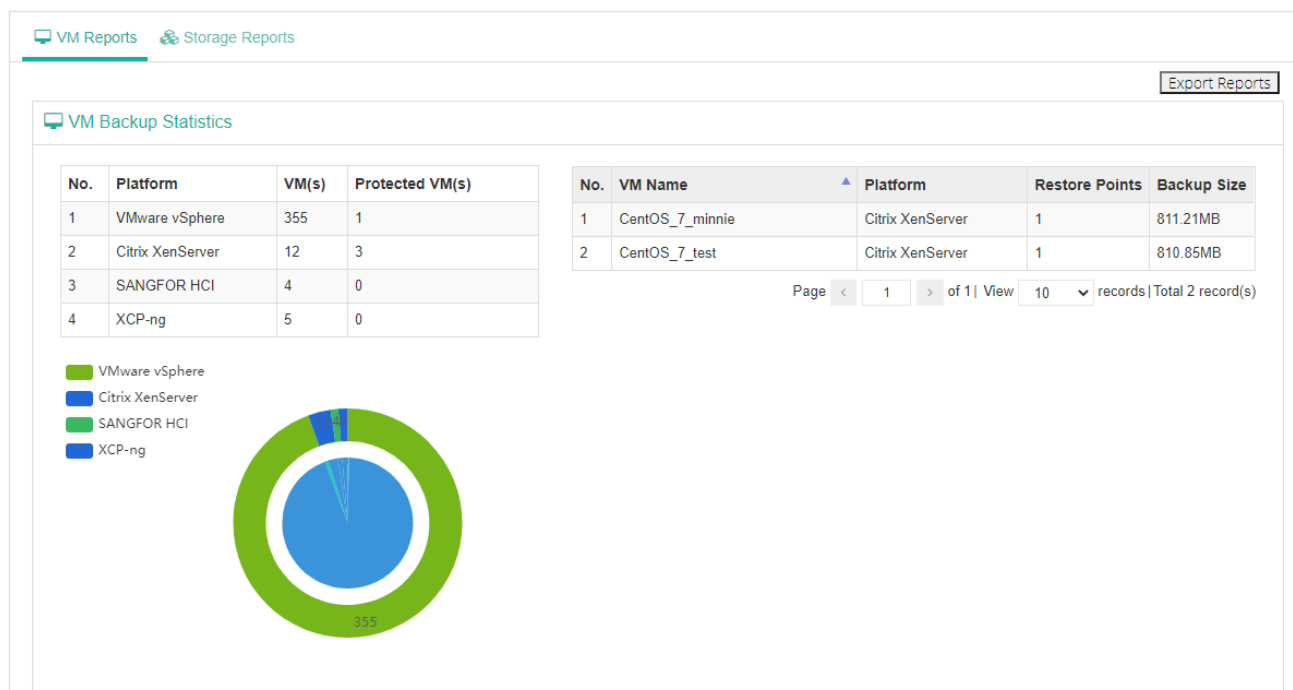 VM Reports Storage Reports
Export Reports
VM Backup Statistics
No. Platform VM(s) Protected VM(s)
1 VMware vSphere 355 1
2 Citrix XenServer 12 3
3 SANGFOR HCI 4 0
4 XCP-ng 5 0
No. VM Name Platform Restore Points Backup Size
1 CentOS_7_minnie Citrix XenServer 1 811.21MB
2 CentOS_7_test Citrix XenServer 1 810.85MB
Page < 1 > of 1 | View 10 records | Total 2 record(s)
VMware vSphere
Citrix XenServer
SANGFOR HCI
XCP-ng
4
355